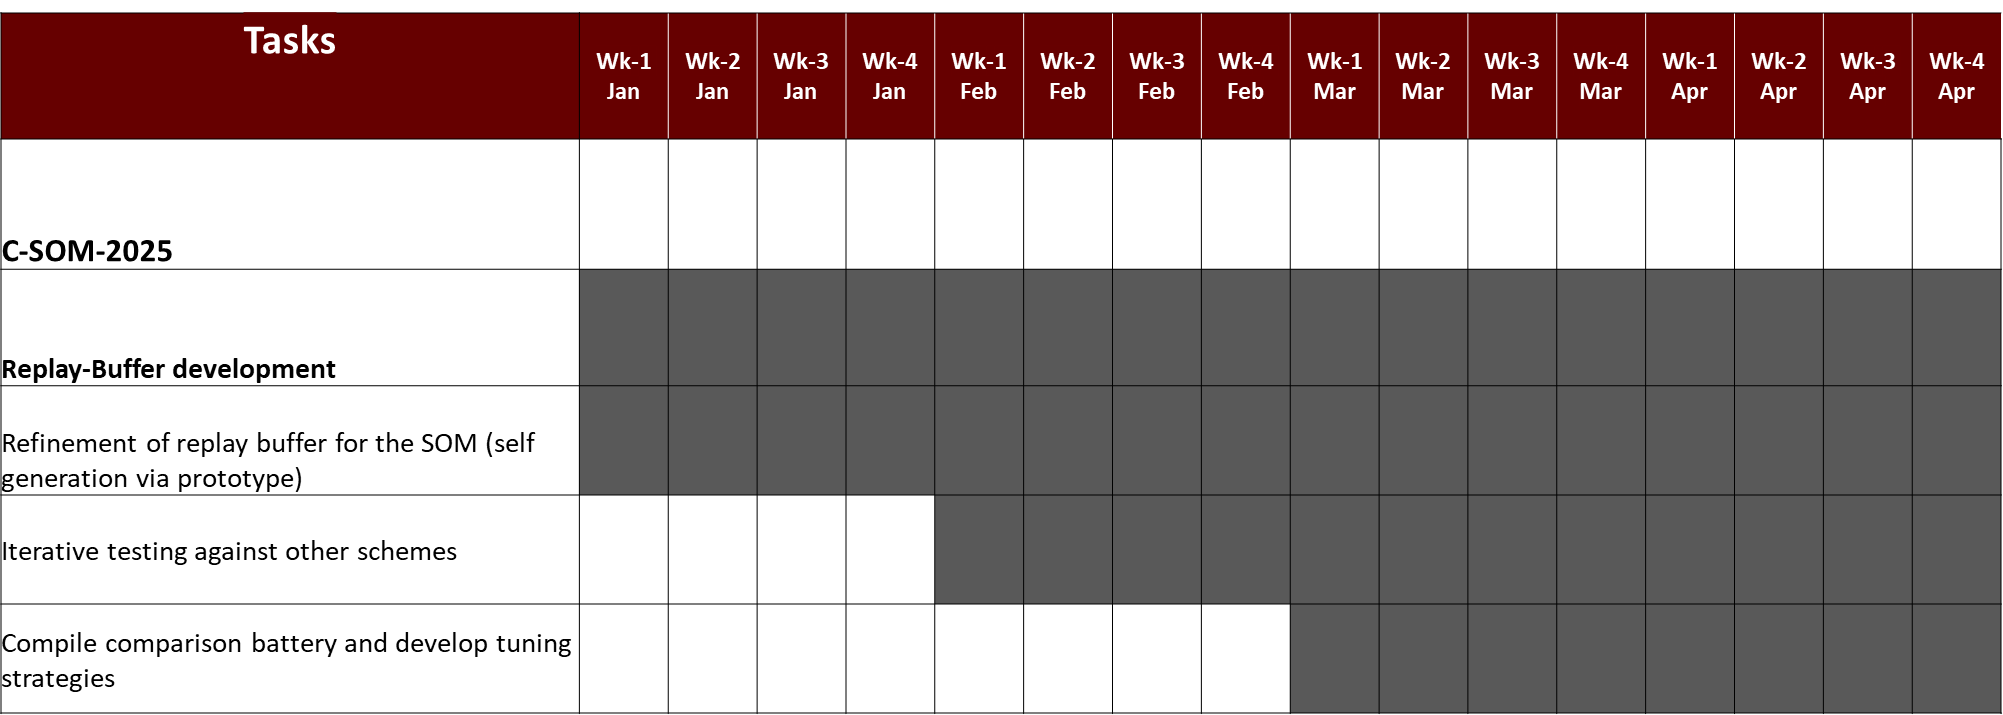 Tasks
Wk-1 Jan
Wk-2 Jan
Wk-3 Jan
Wk-4 Jan
Wk-1 Feb
Wk-2 Feb
Wk-3 Feb
Wk-4 Feb
Wk-1 Mar
Wk-2 Mar
Wk-3 Mar
Wk-4 Mar
Wk-1 Apr
Wk-2 Apr
Wk-3 Apr
Wk-4 Apr
C-SOM-2025
Replay-Buffer development
Refinement of replay buffer for the SOM (self
generation via prototype)
Iterative testing against other schemes
Compile comparison battery and develop tuning
strategies